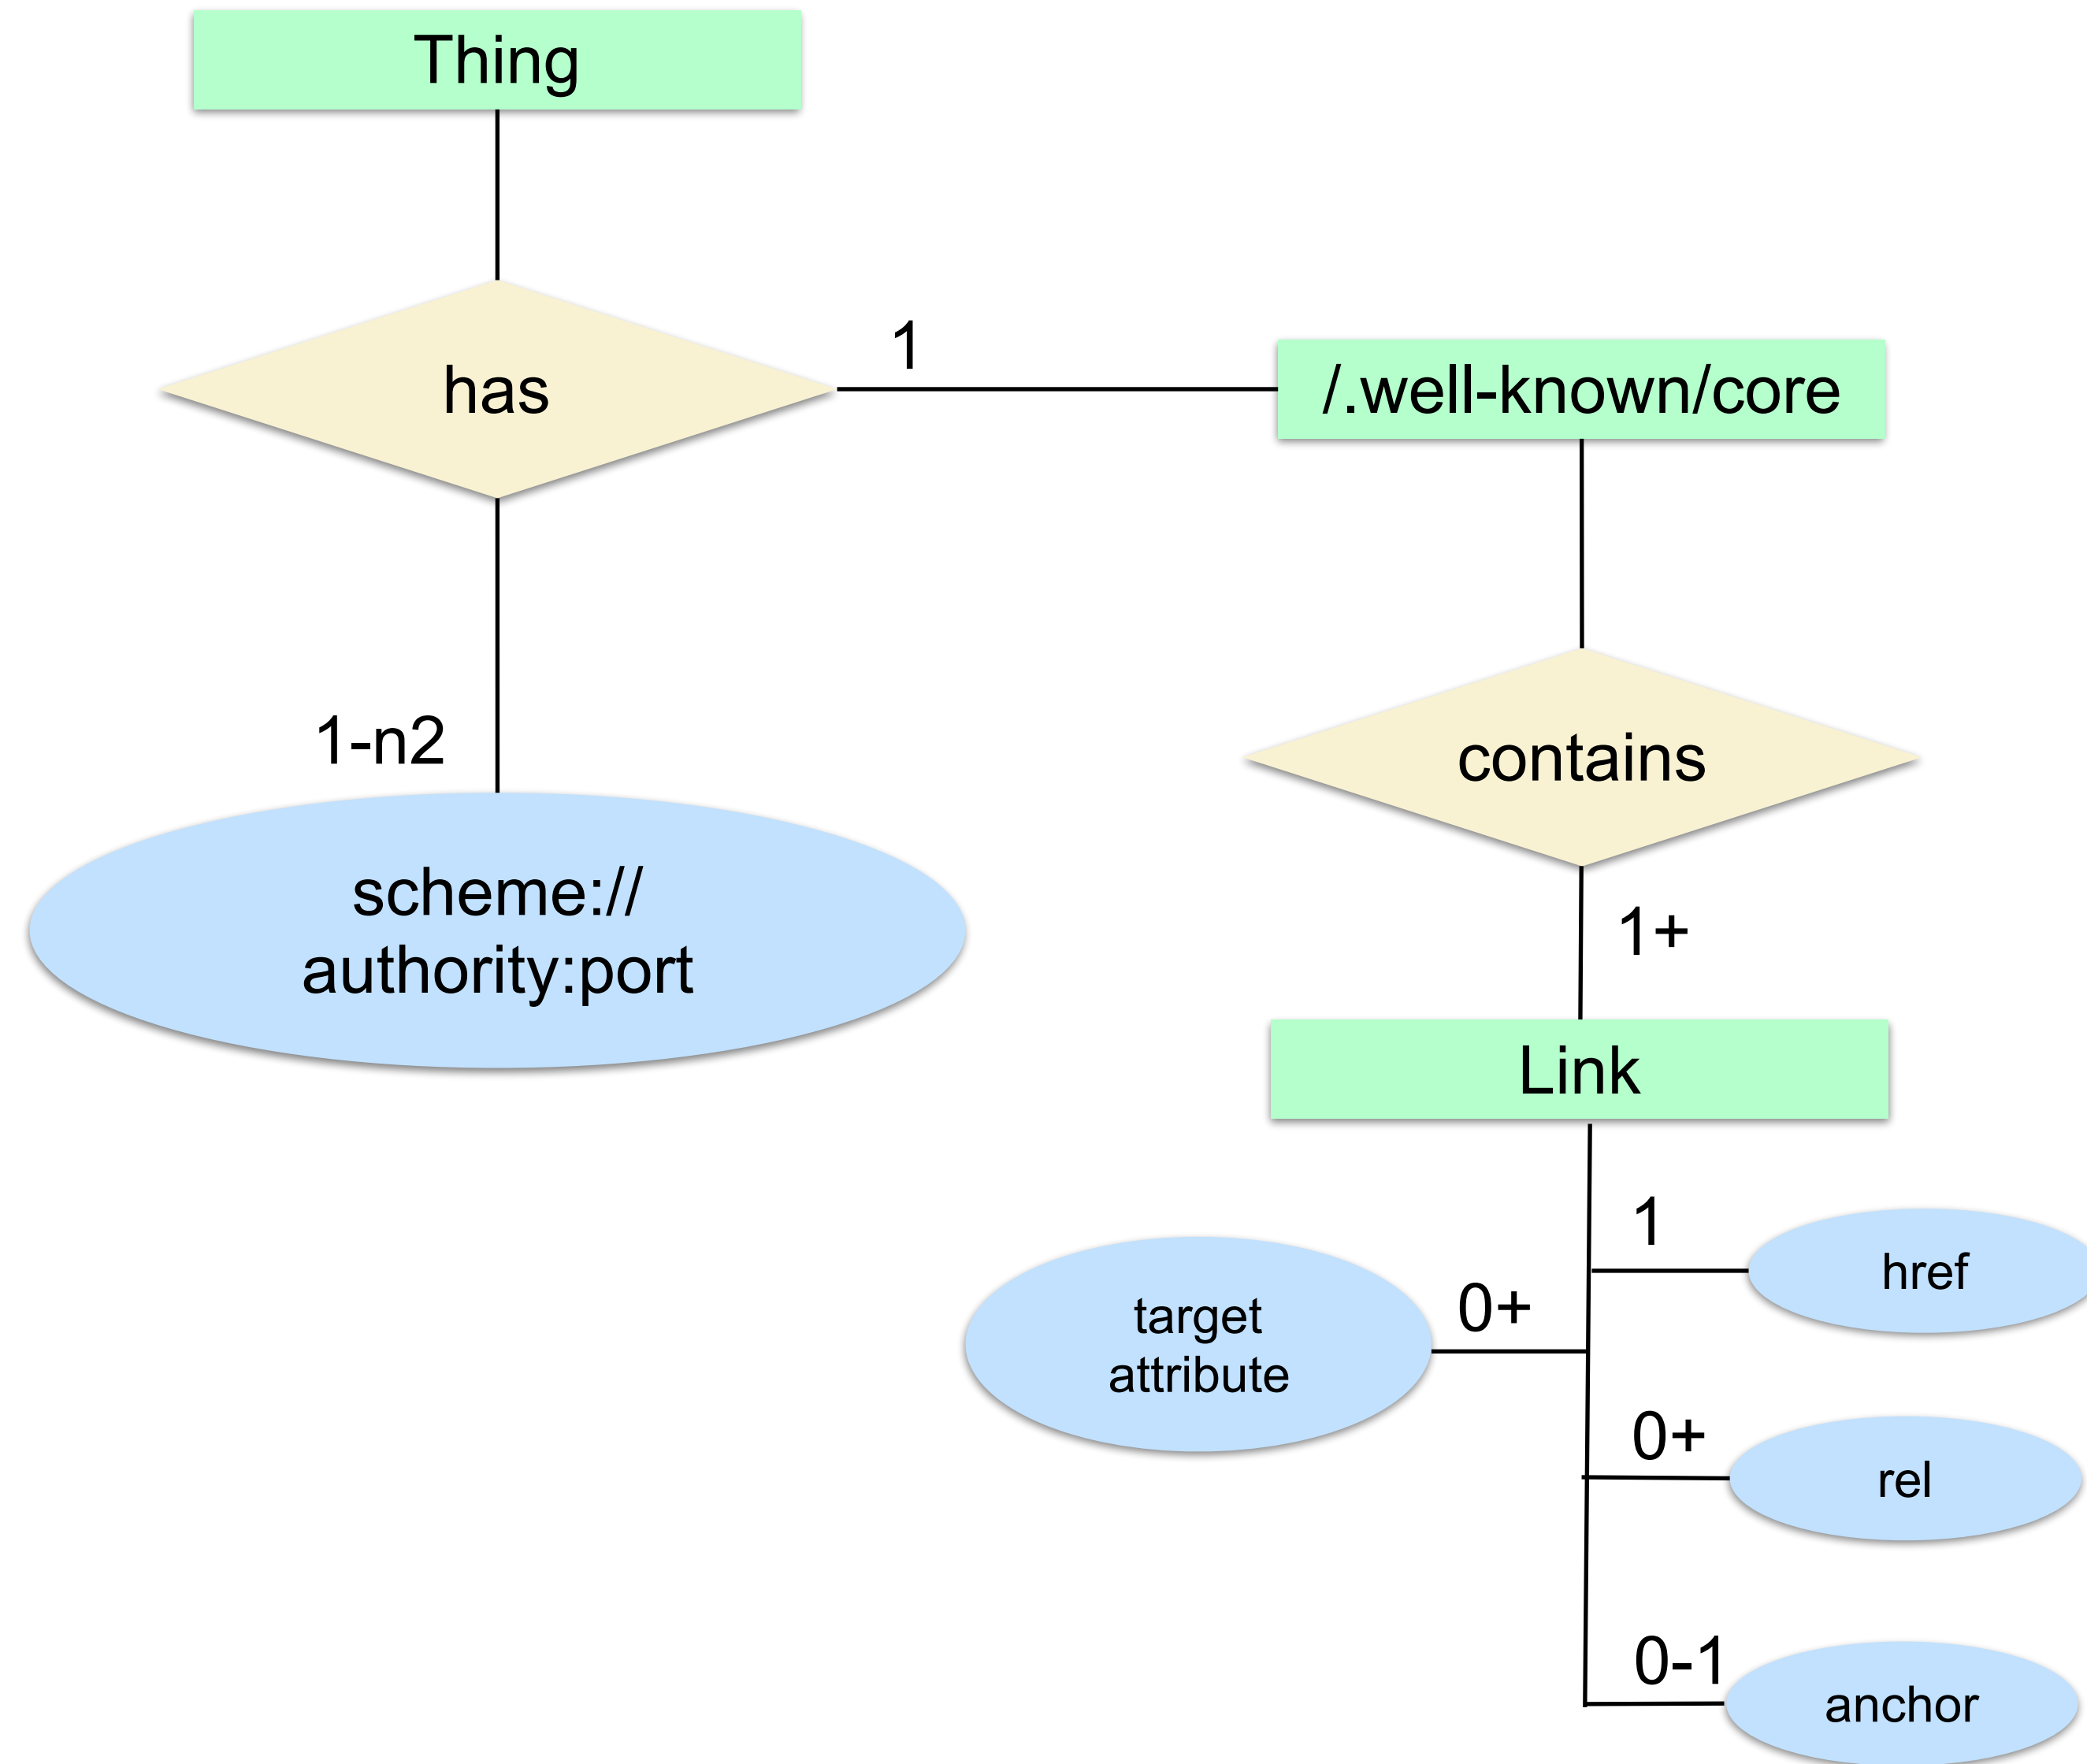 Thing
has
1
/.well-known/core
1-n2
scheme://
authority:port
contains
1+
Link
1
href
0+
target
attribute
0+
rel
0-1
anchor